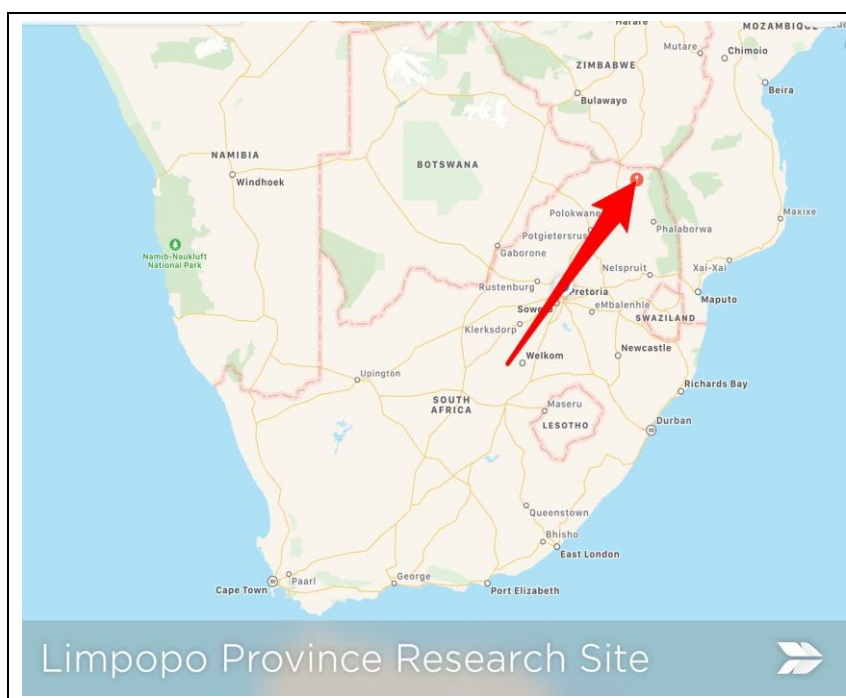 Harare
MOZAMBIQUE
Mutare
Chimoio
ZIMBABWE
Beira
Bulawayo
NAMIBIA
Windhoek
BOTSWANA
Maxixe
Polokwane
Phalaborwa
Potgietersrus
Gaborone
Namib-Naukluft
National Park
Nelspruit
Xai-Xai
Rustenburg
Pretoria
Maputo
eMbalenhle
SWAZILAND
Klerksdorp
Newcastle
Welkom
Upington
Richards Bay
SOUTH
AFRICA
Maseru
Durban
LESOTHO
Queenstown
Bhisho
East London
Cape Town
Paarl
George
Port Elizabeth
Limpopo Province Research Site